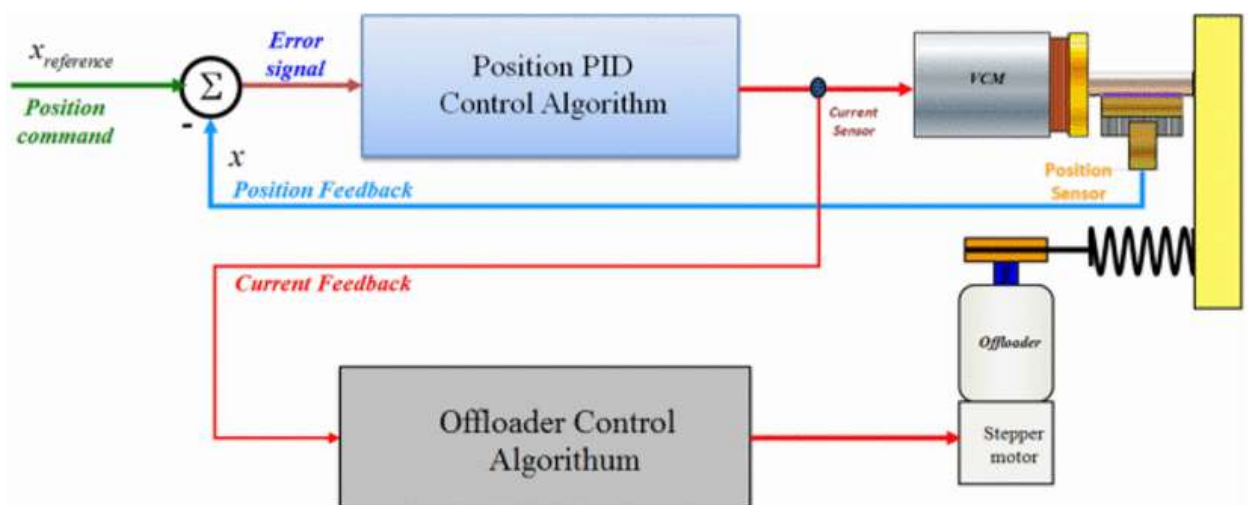 x reference
Position
command
Σ
-
x
Error
signal
Position PID
Control Algorithm
Current
Sensor
VCM
Position
Sensor
Position Feedback
Current Feedback
Offloader Control
Algorithum
Offloader
Stepper
motor